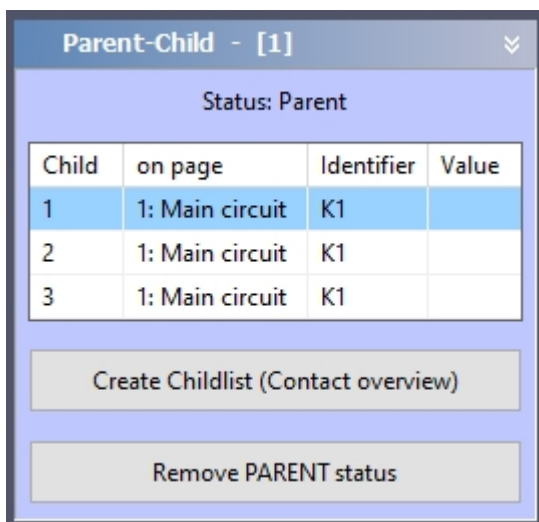 Parent-Child - [1]
Status: Parent
Child on page Identifier Value
1 1: Main circuit K1
2 1: Main circuit K1
3 1: Main circuit K1
Create Childlist (Contact overview)
Remove PARENT status